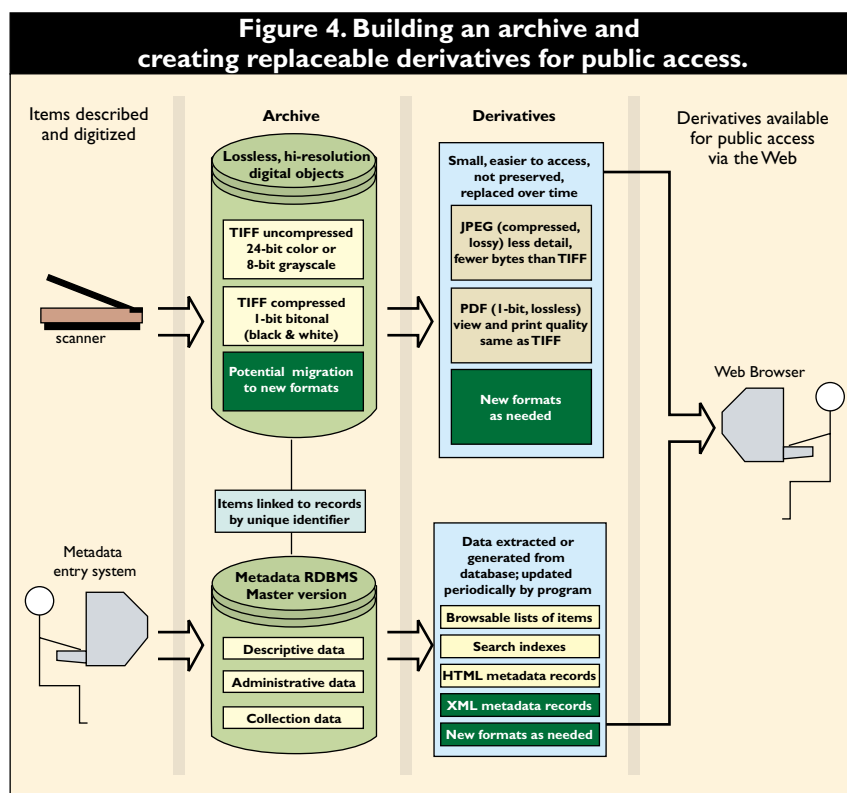 Figure 4. Building an archive and
creating replaceable derivatives for public access.
Items described
and digitized
Archive
Derivatives
Derivatives available
for public access
via the Web
Lossless, hi-resolution
digital objects
TIFF uncompressed
24-bit color or
8-bit grayscale
TIFF compressed
1-bit bitonal
(black & white)
Potential migration
to new formats
scanner
Small, easier to access,
not preserved,
replaced over time
JPEG (compressed,
lossy) less detail,
fewer bytes than TIFF
PDF (1-bit, lossless)
view and print quality
same as TIFF
New formats
as needed
Web Browser
Items linked to records
by unique identifier
Metadata
entry system
Metadata RDBMS
Master version
Descriptive data
Administrative data
Collection data
Data extracted or
generated from
database; updated
periodically by program
Browsable lists of items
Search indexes
HTML metadata records
XML metadata records
New formats as needed